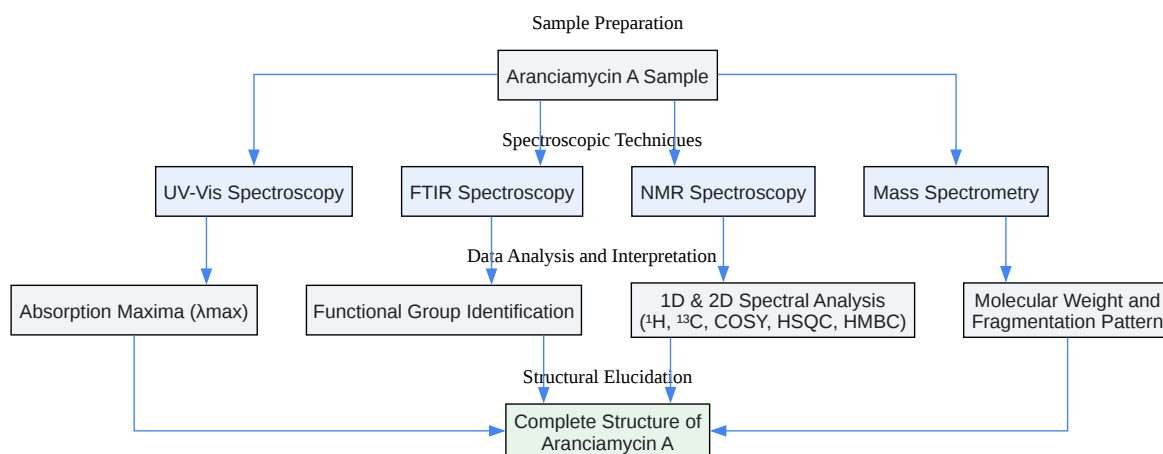 Sample Preparation
Aranciamycin A Sample
Spectroscopic Techniques
UV-Vis Spectroscopy
FTIR Spectroscopy
NMR Spectroscopy
Mass Spectrometry
Data Analysis and Interpretation
Absorption Maxima (λmax)
Functional Group Identification
1D & 2D Spectral Analysis
(¹H, ¹³C, COSY, HSQC, HMBC)
Molecular Weight and
Fragmentation Pattern
Structural Elucidation
Complete Structure of
Aranciamycin A